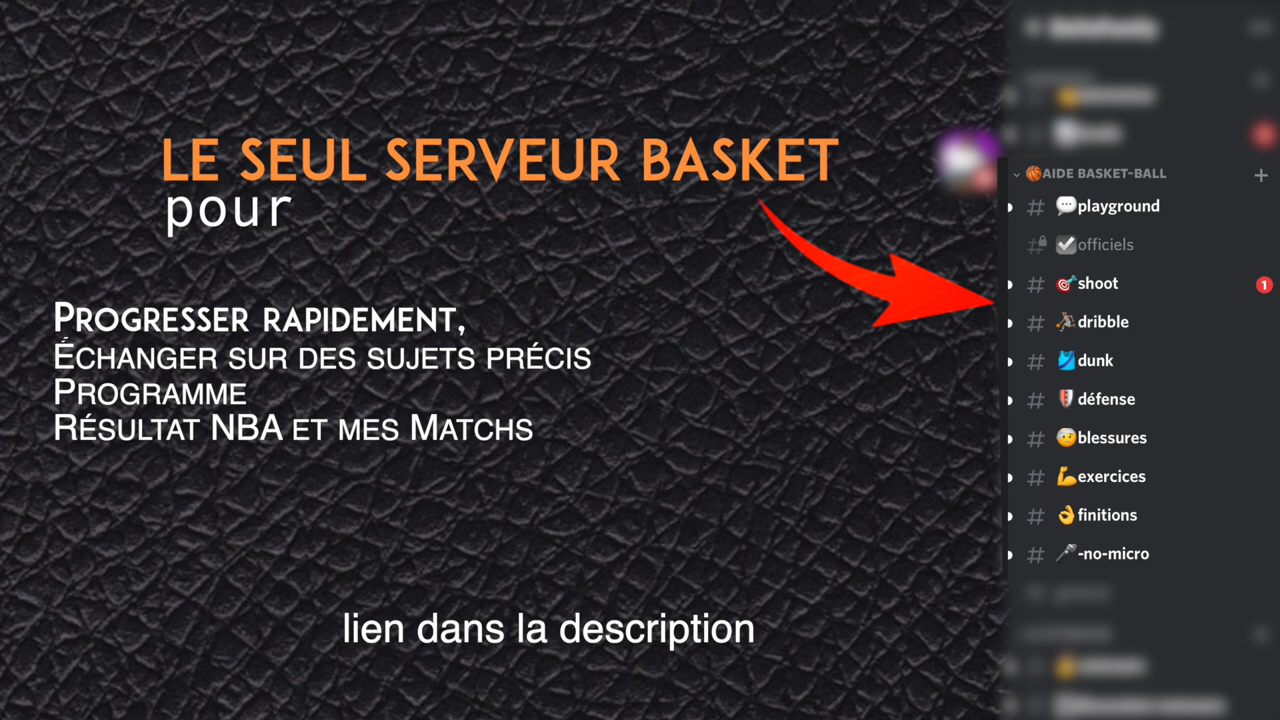 LE SEUL SERVEUR BASKET
pour
PROGRESSER RAPIDEMENT,
ÉCHANGER SUR DES SUJETS PRÉCIS
PROGRAMME
RÉSULTAT NBA ET MES MATCHS
lien dans la description
AIDE BASKET-BALL
playground
officiels
shoot 1
dribble
dunk
défense
blessures
exercices
finitions
-no-micro